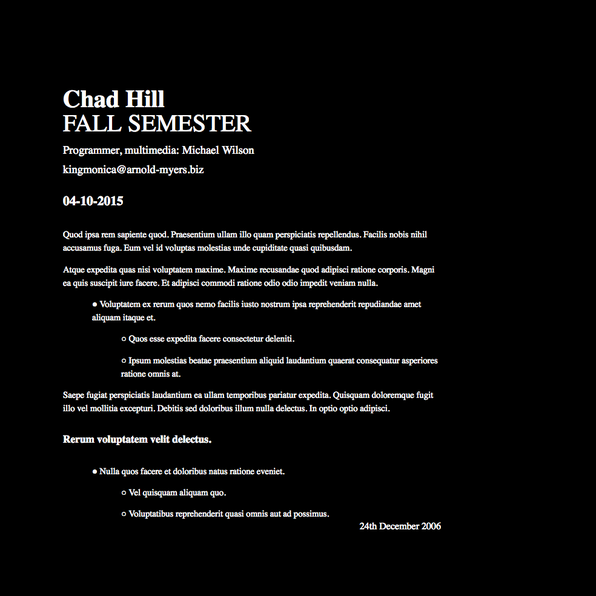 Chad Hill
FALL SEMESTER
Programmer, multimedia: Michael Wilson
kingmonica@arnold-myers.biz
04-10-2015
Quod ipsa rem sapiente quod. Praesentium ullam illo quam perspiciatis repellendus. Facilis nobis nihil
accusamus fuga. Eum vel id voluptas molestias unde cupiditate quasi quibusdam.
Atque expedita quas nisi voluptatem maxime. Maxime recusandae quod adipisci ratione corporis. Magni
ea quis suscipit iure facere. Et adipisci commodi ratione odio odio impedit veniam nulla.
● Voluptatem ex rerum quos nemo facilis iusto nostrum ipsa reprehenderit repudiandae amet
aliquam itaque et.
○ Quos esse expedita facere consectetur deleniti.
○ Ipsum molestias beatae praesentium aliquid laudantium quaerat consequatur asperiores
ratione omnis at.
Saepe fugiat perspiciatis laudantium ea ullam temporibus pariatur expedita. Quisquam doloremque fugit
illo vel mollitia excepturi. Debitis sed doloribus illum nulla delectus. In optio optio adipisci.
Rerum voluptatem velit delectus.
● Nulla quos facere et doloribus natus ratione eveniet.
○ Vel quisquam aliquam quo.
○ Voluptatibus reprehenderit quasi omnis aut ad possimus.
24th December 2006